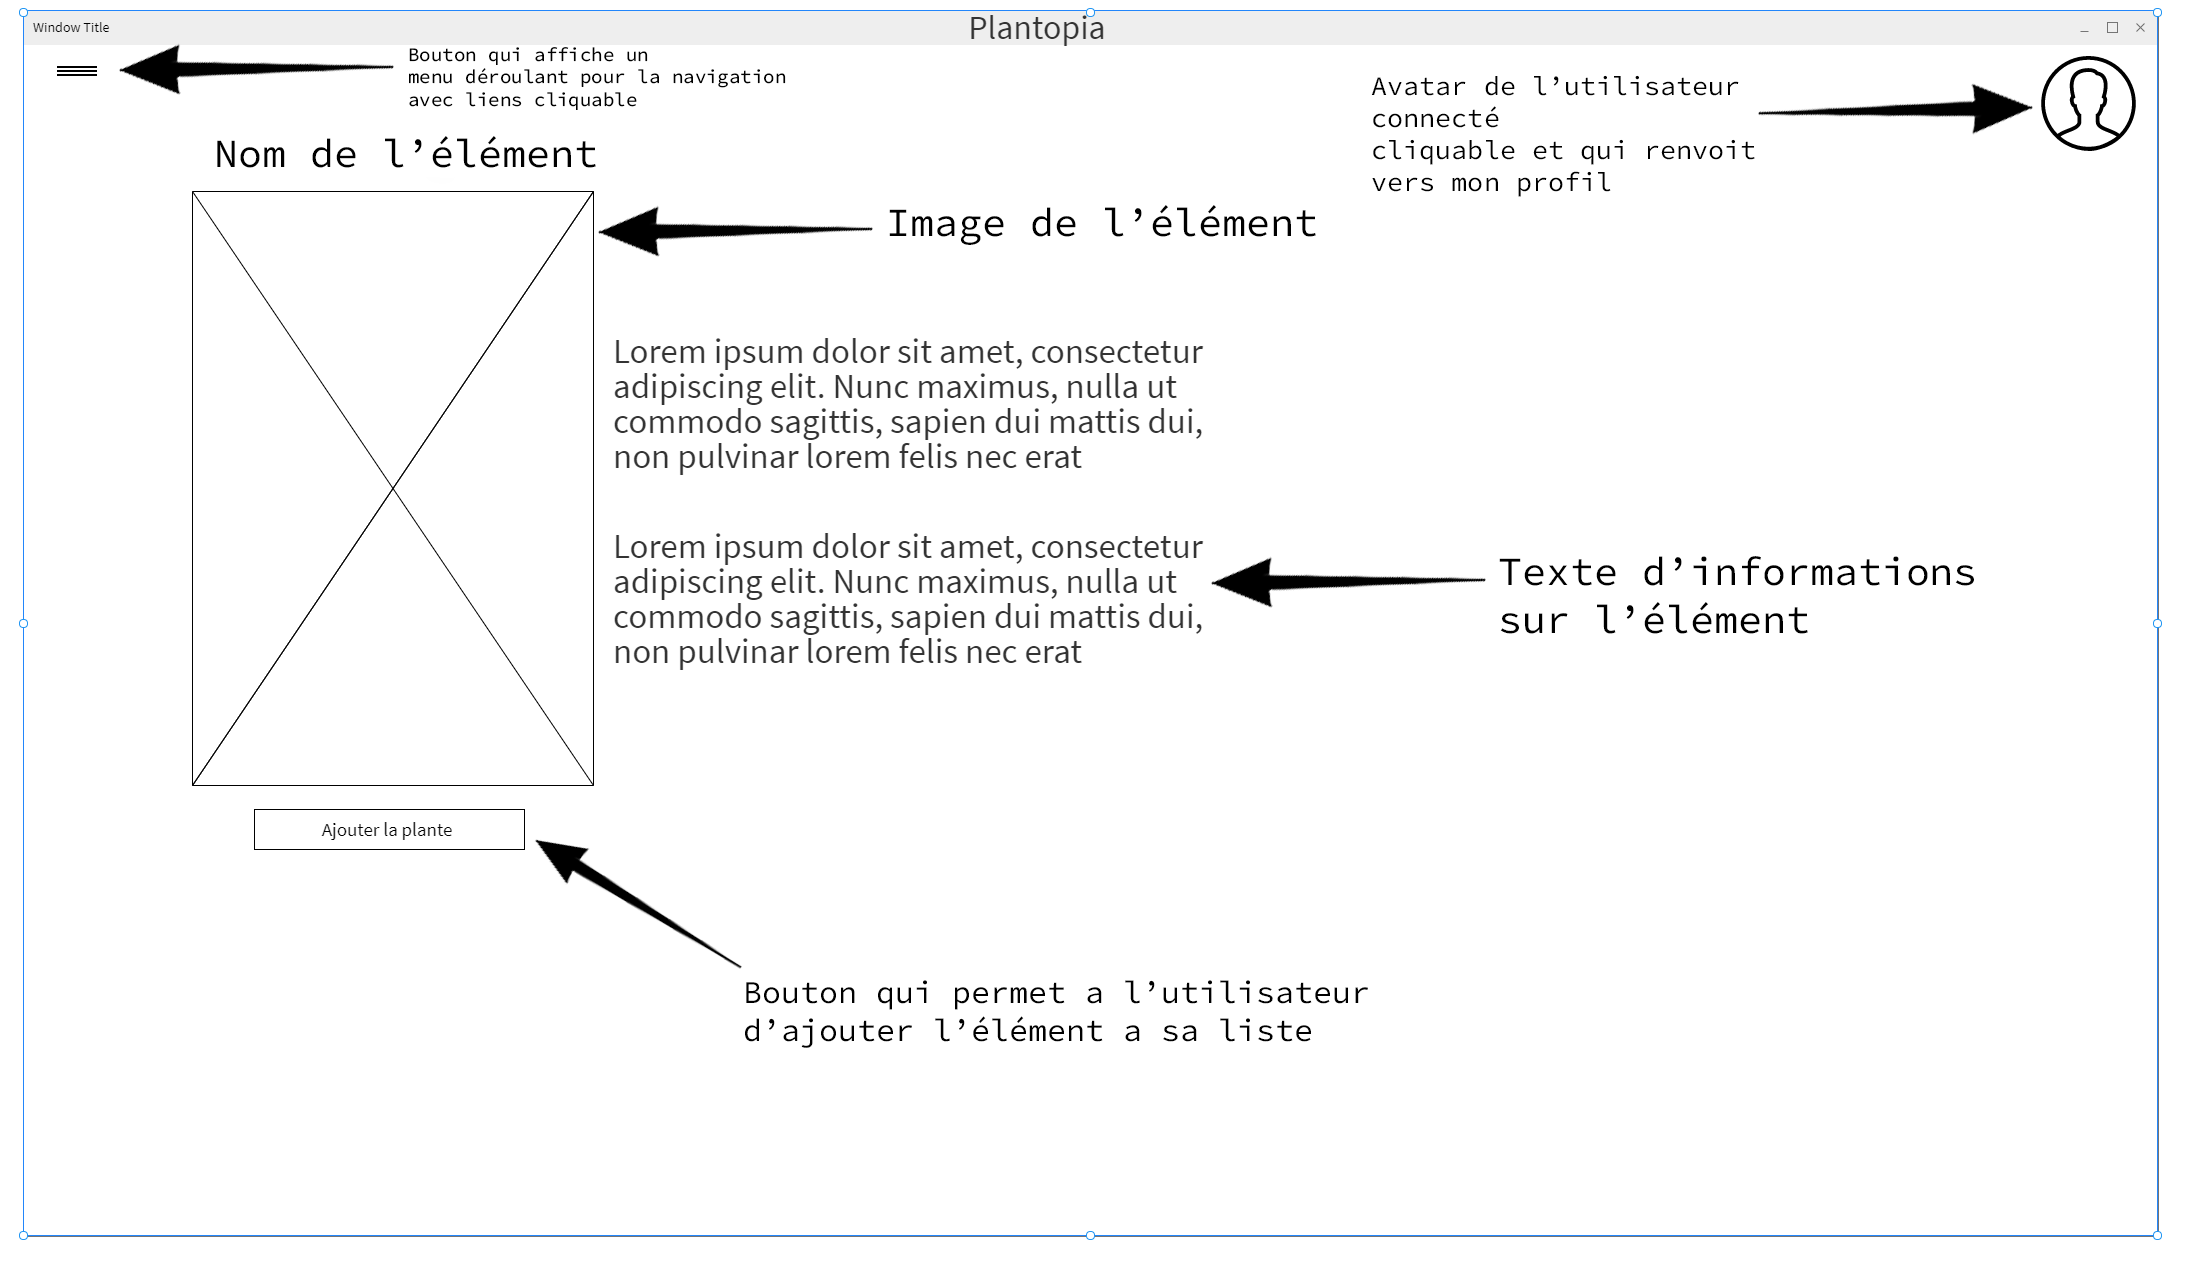 Window Title
Plantopia
Bouton qui affiche un
menu déroulant pour la navigation
avec liens cliquable
Avatar de l’utilisateur
connecté
cliquable et qui renvoit
vers mon profil
Nom de l’élément
Image de l’élément
Lorem ipsum dolor sit amet, consectetur
adipiscing elit. Nunc maximus, nulla ut
commodo sagittis, sapien dui mattis dui,
non pulvinar lorem felis nec erat
Lorem ipsum dolor sit amet, consectetur
adipiscing elit. Nunc maximus, nulla ut
commodo sagittis, sapien dui mattis dui,
non pulvinar lorem felis nec erat
Texte d’informations
sur l’élément
Ajouter la plante
Bouton qui permet a l’utilisateur
d’ajouter l’élément a sa liste